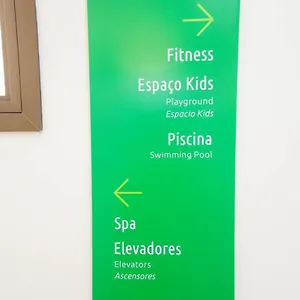 Fitness
Espaço Kids
Playground
Espacio Kids
Piscina
Swimming Pool
Spa
Elevadores
Elevators
Ascensores